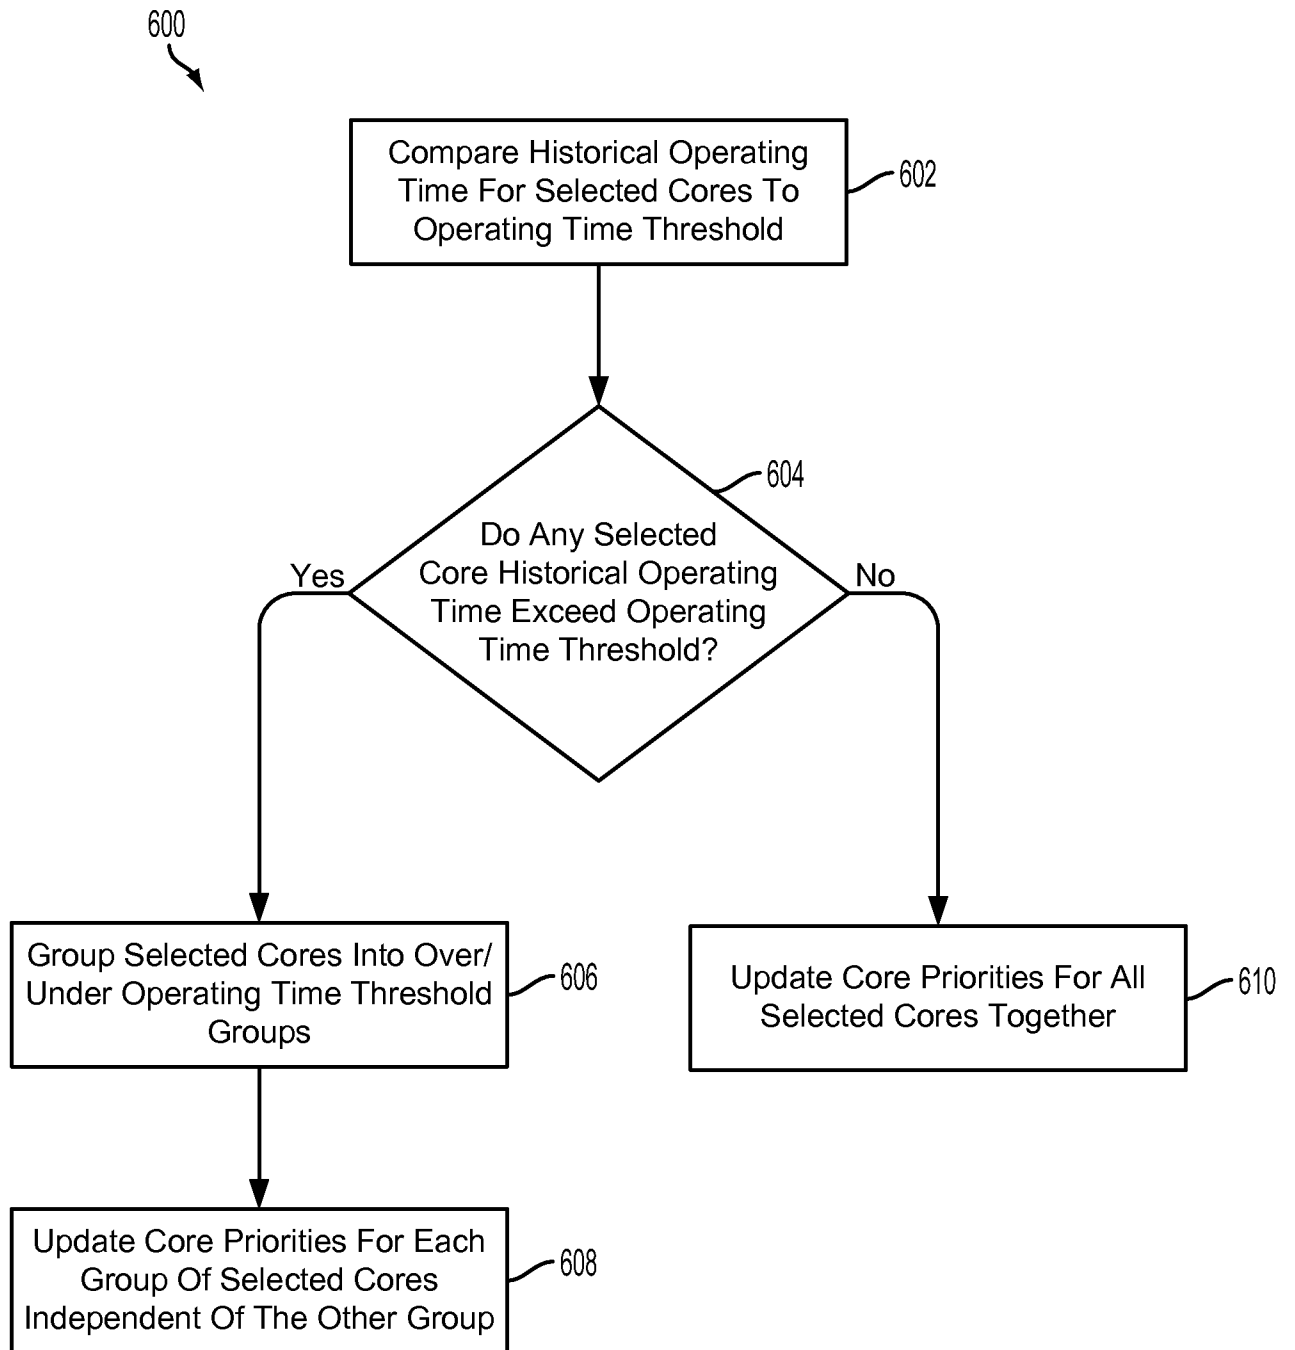 600
Compare Historical Operating
Time For Selected Cores To
Operating Time Threshold
602
604
Do Any Selected
Core Historical Operating
Time Exceed Operating
Time Threshold?
Yes
No
Group Selected Cores Into Over/
Under Operating Time Threshold
Groups
606
Update Core Priorities For All
Selected Cores Together
610
Update Core Priorities For Each
Group Of Selected Cores
Independent Of The Other Group
608